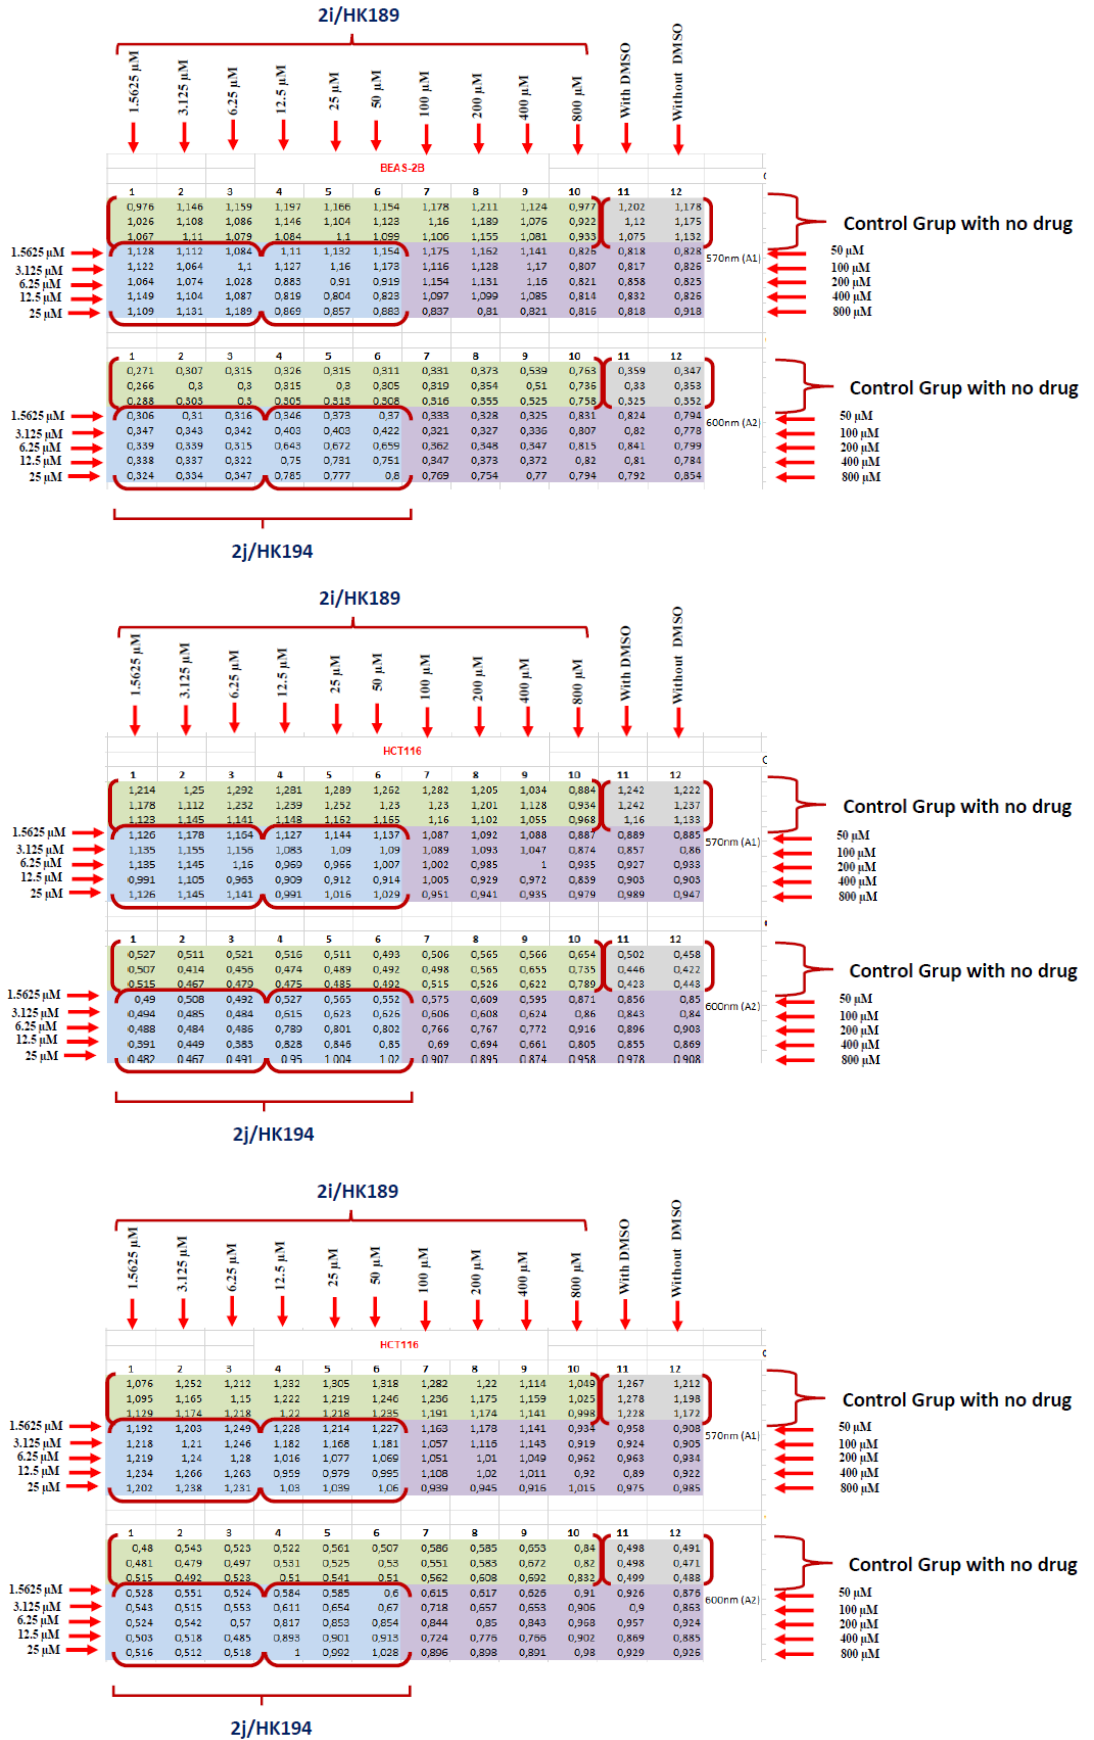 2i/HK189
1.5625 µM 3.125 µM 6.25 µM 12.5 µM 25 µM 50 µM 100 µM 200 µM 400 µM 800 µM With DMSO Without DMSO
BEAS-2B
1 2 3 4 5 6 7 8 9 10 11 12
0,976 1,146 1,159 1,197 1,166 1,154 1,178 1,211 1,124 0,977 1,202 1,178
1,026 1,108 1,086 1,146 1,104 1,123 1,16 1,189 1,076 0,922 1,12 1,175 Control Grup with no drug
1,067 1,11 1,079 1,084 1,1 1,099 1,106 1,155 1,081 0,933 1,075 1,132
1.5625 µM 1,128 1,112 1,084 1,11 1,132 1,154 1,175 1,162 1,141 0,826 0,818 0,828 570nm (A1) 50 µM
3.125 µM 1,122 1,064 1,1 1,127 1,16 1,173 1,116 1,128 1,17 0,807 0,817 0,826 100 µM
6.25 µM 1,064 1,074 1,028 0,883 0,91 0,919 1,154 1,151 1,16 0,821 0,858 0,825 200 µM
12.5 µM 1,149 1,104 1,087 0,819 0,804 0,823 1,097 1,099 1,085 0,814 0,832 0,826 400 µM
25 µM 1,109 1,131 1,189 0,869 0,857 0,883 0,837 0,81 0,821 0,816 0,818 0,918 800 µM
1 2 3 4 5 6 7 8 9 10 11 12
0,271 0,307 0,315 0,326 0,315 0,311 0,331 0,373 0,539 0,763 0,359 0,347
0,266 0,3 0,3 0,315 0,3 0,305 0,319 0,354 0,51 0,736 0,33 0,353 Control Grup with no drug
0,288 0,303 0,3 0,305 0,313 0,308 0,316 0,355 0,525 0,758 0,325 0,352
1.5625 µM 0,306 0,31 0,316 0,346 0,373 0,37 0,333 0,328 0,325 0,831 0,824 0,794 600nm (A2) 50 µM
3.125 µM 0,347 0,343 0,342 0,403 0,403 0,422 0,321 0,327 0,336 0,807 0,82 0,778 100 µM
6.25 µM 0,339 0,339 0,315 0,643 0,672 0,659 0,362 0,348 0,347 0,815 0,841 0,799 200 µM
12.5 µM 0,338 0,337 0,322 0,75 0,731 0,751 0,347 0,373 0,372 0,82 0,81 0,784 400 µM
25 µM 0,324 0,334 0,347 0,785 0,777 0,8 0,769 0,754 0,77 0,794 0,792 0,854 800 µM
2j/HK194
2i/HK189
1.5625 µM 3.125 µM 6.25 µM 12.5 µM 25 µM 50 µM 100 µM 200 µM 400 µM 800 µM With DMSO Without DMSO
HCT116
1 2 3 4 5 6 7 8 9 10 11 12
1,214 1,25 1,292 1,281 1,289 1,262 1,282 1,205 1,034 0,884 1,242 1,222
1,178 1,112 1,232 1,239 1,252 1,23 1,23 1,201 1,128 0,934 1,242 1,237 Control Grup with no drug
1,123 1,145 1,141 1,148 1,162 1,165 1,16 1,102 1,055 0,968 1,16 1,133
1.5625 µM 1,126 1,178 1,164 1,127 1,144 1,137 1,087 1,092 1,088 0,887 0,889 0,885 570nm (A1) 50 µM
3.125 µM 1,135 1,155 1,156 1,083 1,09 1,09 1,089 1,093 1,047 0,874 0,857 0,86 100 µM
6.25 µM 1,135 1,145 1,16 0,969 0,966 1,007 1,002 0,985 1 0,935 0,927 0,933 200 µM
12.5 µM 0,991 1,105 0,963 0,909 0,912 0,914 1,005 0,929 0,972 0,839 0,903 0,903 400 µM
25 µM 1,126 1,145 1,141 0,991 1,016 1,029 0,951 0,941 0,935 0,979 0,989 0,947 800 µM
1 2 3 4 5 6 7 8 9 10 11 12
0,527 0,511 0,521 0,516 0,511 0,493 0,506 0,565 0,566 0,654 0,502 0,458
0,507 0,414 0,456 0,474 0,489 0,492 0,498 0,565 0,655 0,735 0,446 0,422 Control Grup with no drug
0,515 0,467 0,479 0,475 0,485 0,492 0,515 0,526 0,622 0,789 0,423 0,443
1.5625 µM 0,49 0,508 0,492 0,527 0,565 0,552 0,575 0,609 0,595 0,871 0,856 0,85 600nm (A2) 50 µM
3.125 µM 0,494 0,485 0,484 0,615 0,623 0,626 0,606 0,608 0,624 0,86 0,843 0,84 100 µM
6.25 µM 0,488 0,484 0,486 0,789 0,801 0,802 0,766 0,767 0,772 0,916 0,896 0,903 200 µM
12.5 µM 0,391 0,449 0,383 0,828 0,846 0,85 0,69 0,694 0,661 0,805 0,855 0,869 400 µM
25 µM 0,482 0,467 0,491 0,95 1,004 1,02 0,907 0,895 0,874 0,958 0,978 0,908 800 µM
2j/HK194
2i/HK189
1.5625 µM 3.125 µM 6.25 µM 12.5 µM 25 µM 50 µM 100 µM 200 µM 400 µM 800 µM With DMSO Without DMSO
HCT116
1 2 3 4 5 6 7 8 9 10 11 12
1,076 1,252 1,212 1,232 1,305 1,318 1,282 1,22 1,114 1,049 1,267 1,212
1,095 1,165 1,15 1,222 1,219 1,246 1,236 1,175 1,159 1,025 1,278 1,198 Control Grup with no drug
1,129 1,174 1,218 1,22 1,218 1,235 1,191 1,174 1,141 0,998 1,228 1,172
1.5625 µM 1,192 1,203 1,249 1,228 1,214 1,227 1,163 1,178 1,141 0,934 0,958 0,908 570nm (A1) 50 µM
3.125 µM 1,218 1,21 1,246 1,182 1,168 1,181 1,057 1,116 1,143 0,919 0,924 0,905 100 µM
6.25 µM 1,219 1,24 1,28 1,016 1,077 1,069 1,051 1,01 1,049 0,962 0,963 0,934 200 µM
12.5 µM 1,234 1,266 1,263 0,959 0,979 0,995 1,108 1,02 1,011 0,92 0,89 0,922 400 µM
25 µM 1,202 1,238 1,231 1,03 1,039 1,06 0,939 0,945 0,916 1,015 0,975 0,985 800 µM
1 2 3 4 5 6 7 8 9 10 11 12
0,48 0,543 0,523 0,522 0,561 0,507 0,586 0,585 0,653 0,84 0,498 0,491
0,481 0,479 0,497 0,531 0,525 0,53 0,551 0,583 0,672 0,82 0,498 0,471 Control Grup with no drug
0,515 0,492 0,523 0,51 0,541 0,51 0,562 0,608 0,692 0,832 0,499 0,488
1.5625 µM 0,528 0,551 0,524 0,584 0,585 0,6 0,615 0,617 0,626 0,91 0,926 0,876 600nm (A2) 50 µM
3.125 µM 0,543 0,515 0,553 0,611 0,654 0,67 0,718 0,657 0,653 0,906 0,9 0,863 100 µM
6.25 µM 0,524 0,542 0,57 0,817 0,853 0,854 0,844 0,85 0,843 0,968 0,957 0,924 200 µM
12.5 µM 0,503 0,518 0,485 0,893 0,901 0,913 0,724 0,776 0,766 0,902 0,869 0,885 400 µM
25 µM 0,516 0,512 0,518 1 0,992 1,028 0,896 0,898 0,891 0,98 0,929 0,926 800 µM
2j/HK194